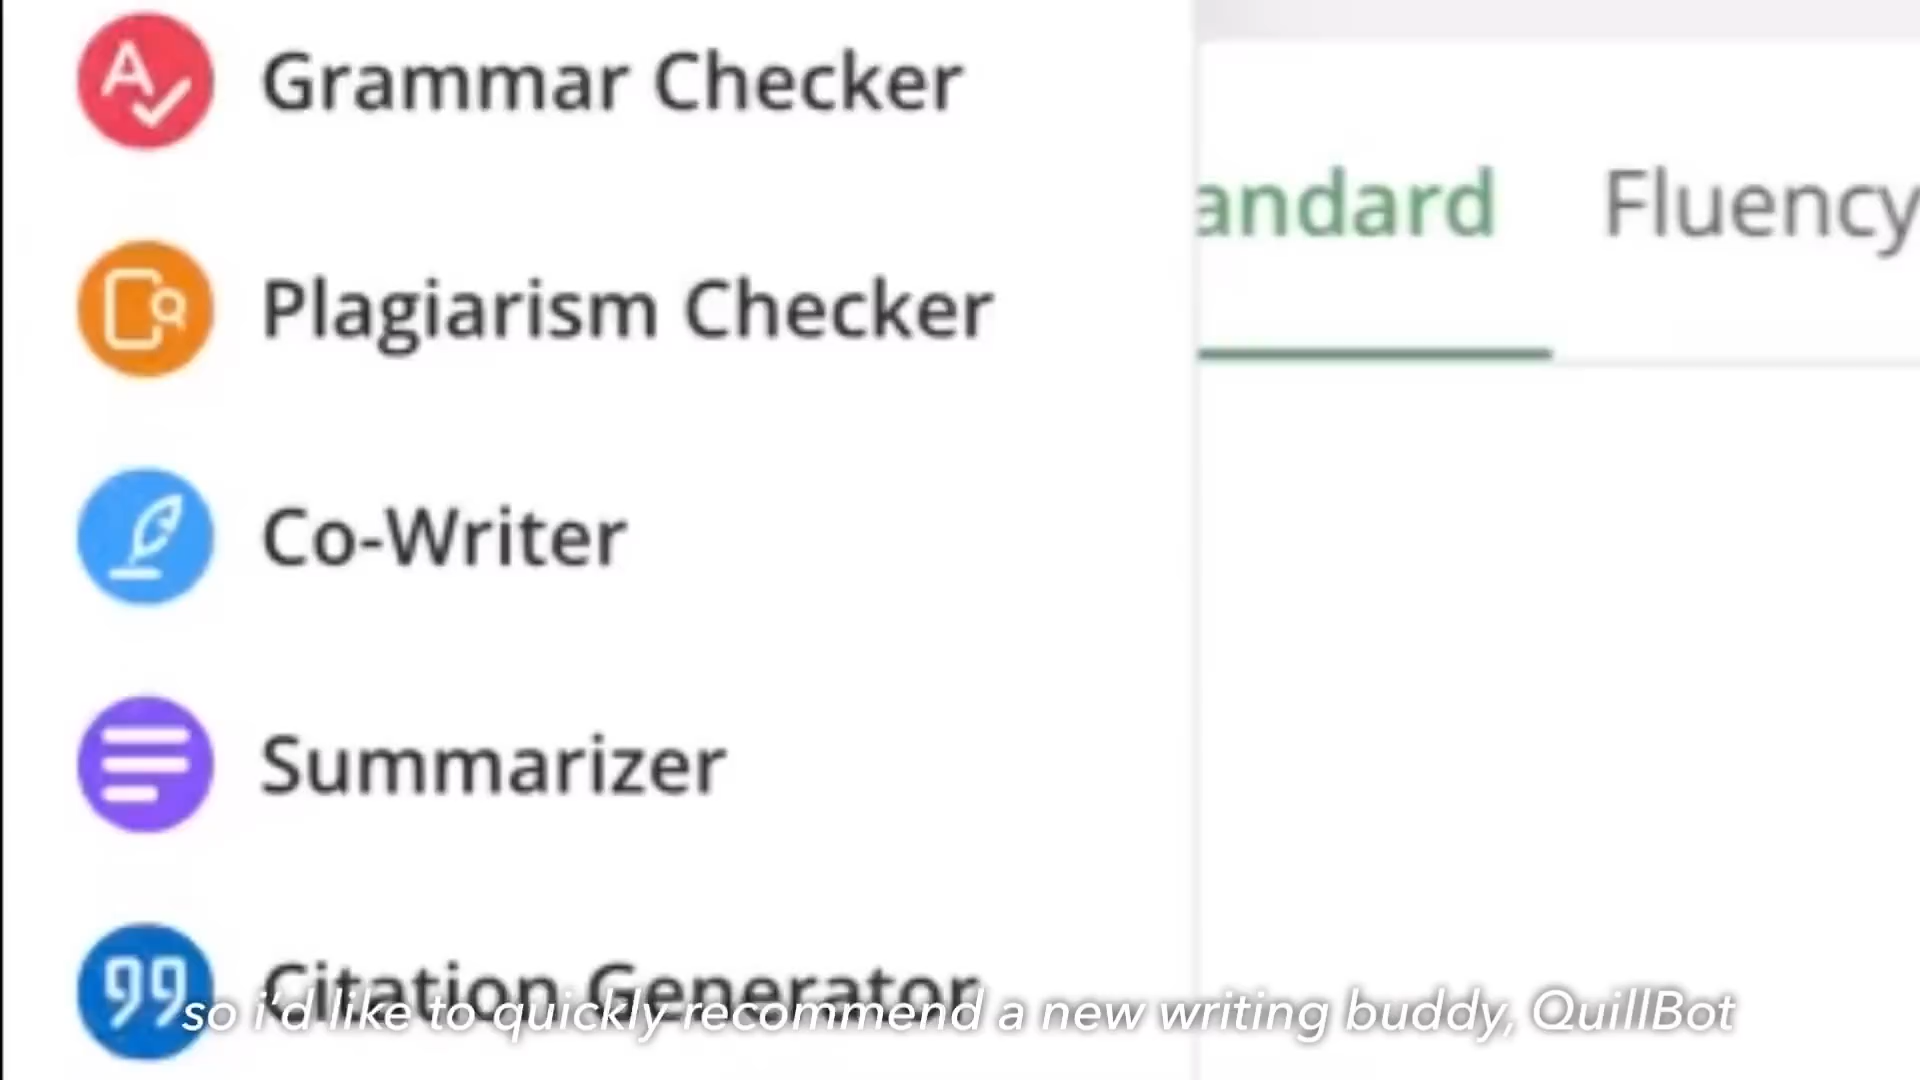 Grammar Checker
andard Fluency
Plagiarism Checker
Co-Writer
Summarizer
Citation Generator
so i'd like to quickly recommend a new writing buddy, QuillBot